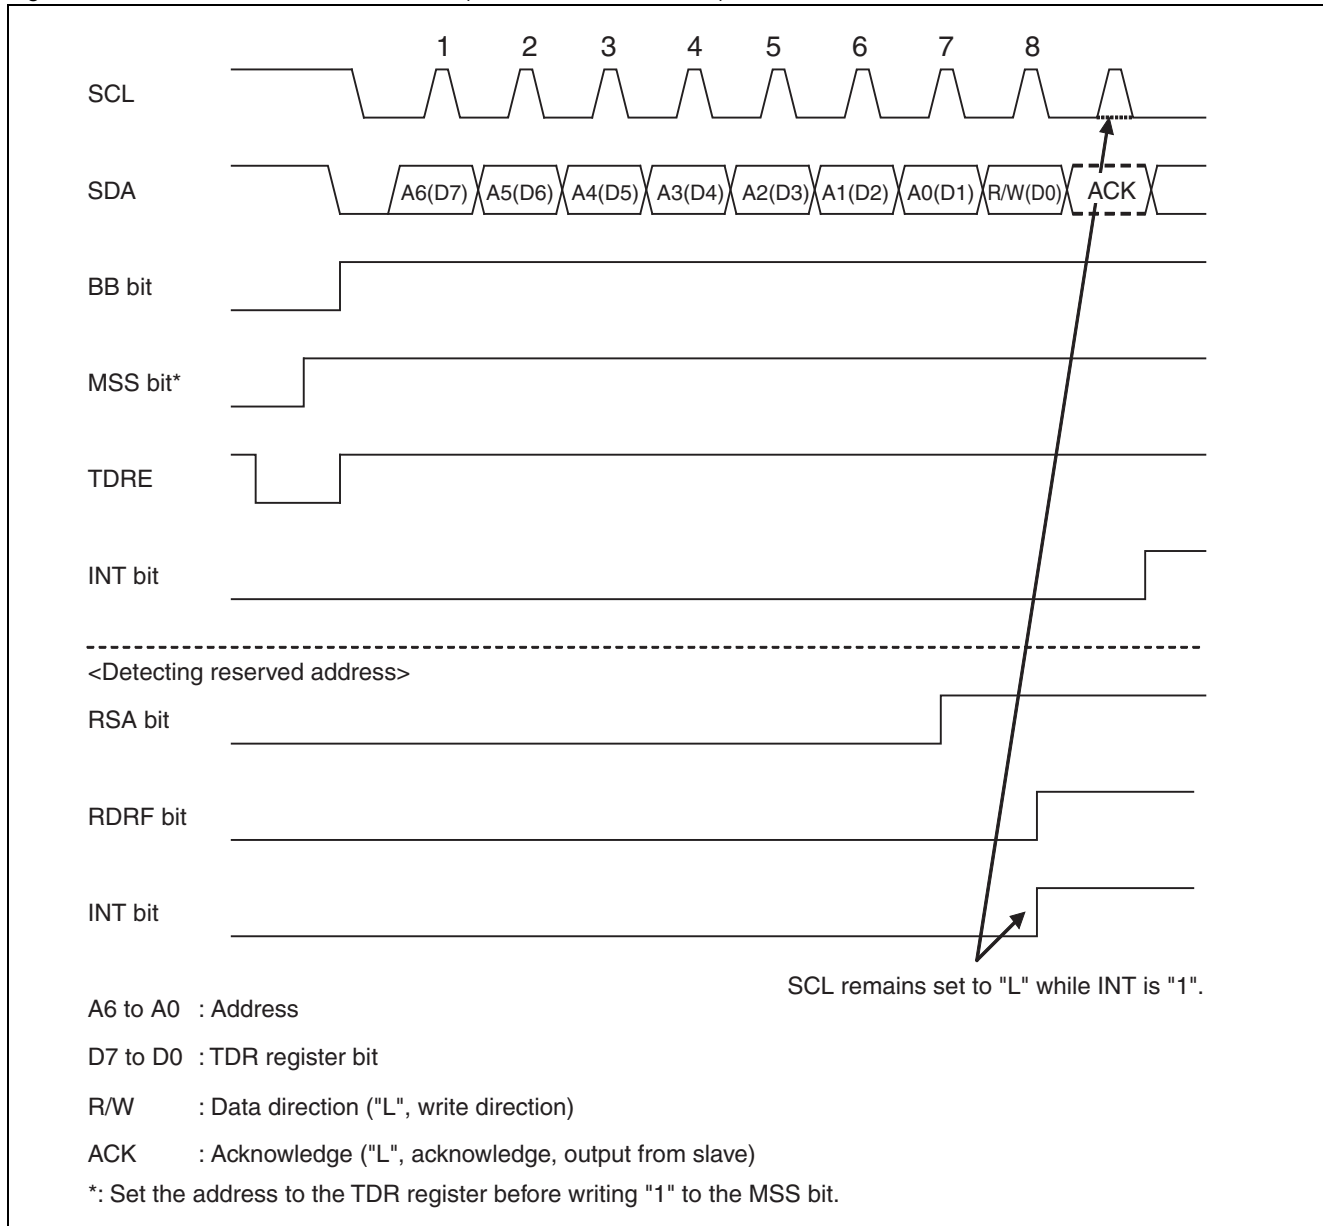 1 2 3 4 5 6 7 8
SCL
SDA A6(D7) A5(D6) A4(D5) A3(D4) A2(D3) A1(D2) A0(D1) R/W(D0) ACK
BB bit
MSS bit*
TDRE
INT bit
<Detecting reserved address>
RSA bit
RDRF bit
INT bit
SCL remains set to "L" while INT is "1".
A6 to A0 : Address
D7 to D0 : TDR register bit
R/W : Data direction ("L", write direction)
ACK : Acknowledge ("L", acknowledge, output from slave)
*: Set the address to the TDR register before writing "1" to the MSS bit.